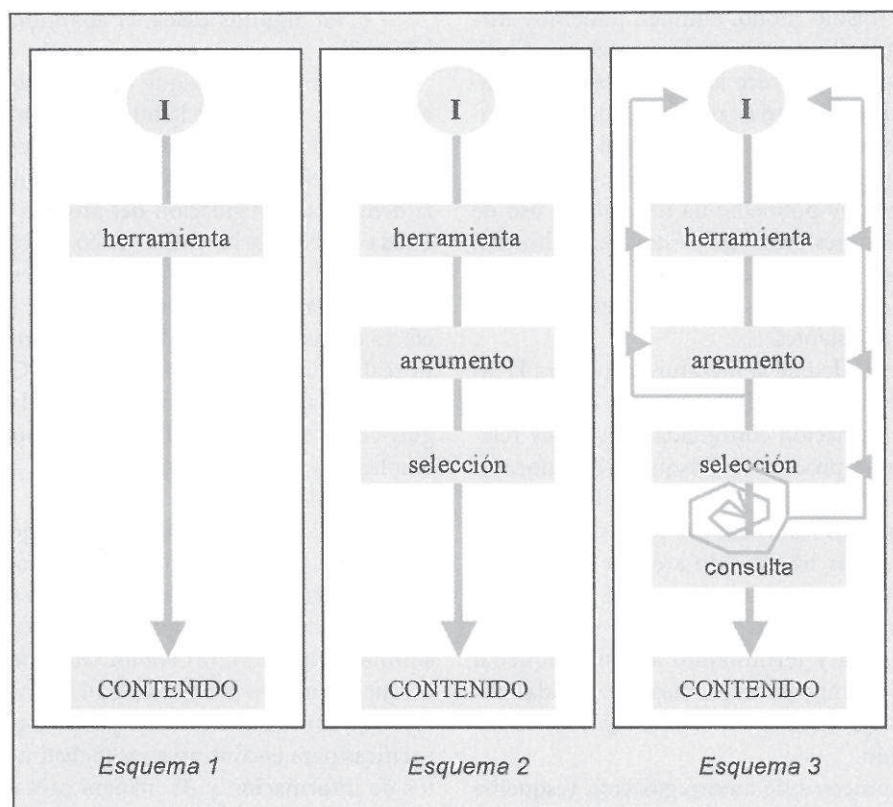 I
herramienta
CONTENIDO
Esquema 1
I
herramienta
argumento
selección
CONTENIDO
Esquema 2
I
herramienta
argumento
selección
consulta
CONTENIDO
Esquema 3